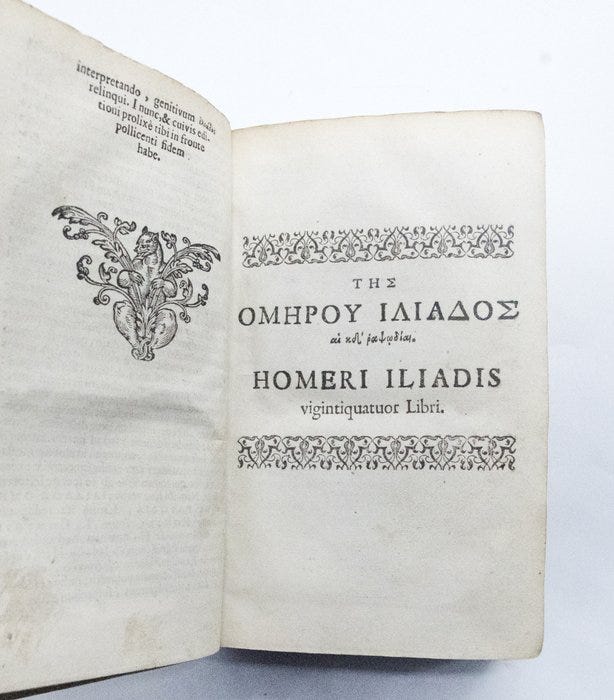 interpretando, genitivum
relinqui. I nunc, & cuivis edi-
tioni prolixè tibi in fronte
pollicenti fidem
habe.
ΤΗΣ
ΟΜΗΡΟΥ ΙΛΙΑΔΟΣ
αἱ κδʹ ῥαψῳδίαι.
HOMERI ILIADIS
vigintiquatuor Libri.